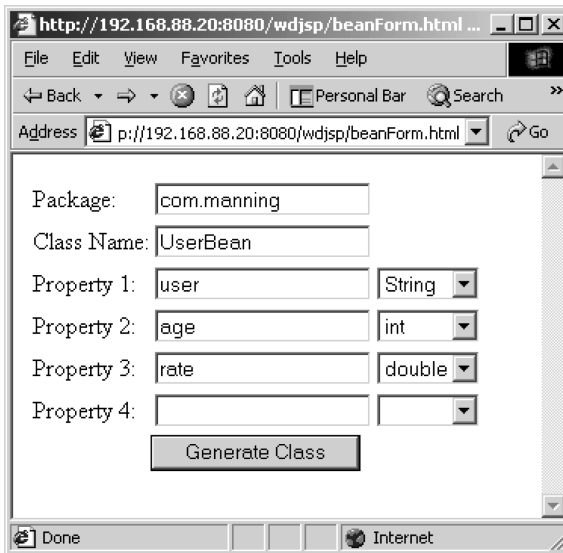 http://192.168.88.20:8080/wdjsp/beanForm.html ...
File Edit View Favorites Tools Help
Back Personal Bar Search »
Address p://192.168.88.20:8080/wdjsp/beanForm.html Go
Package: com.manning
Class Name: UserBean
Property 1: user String
Property 2: age int
Property 3: rate double
Property 4:
Generate Class
Done Internet